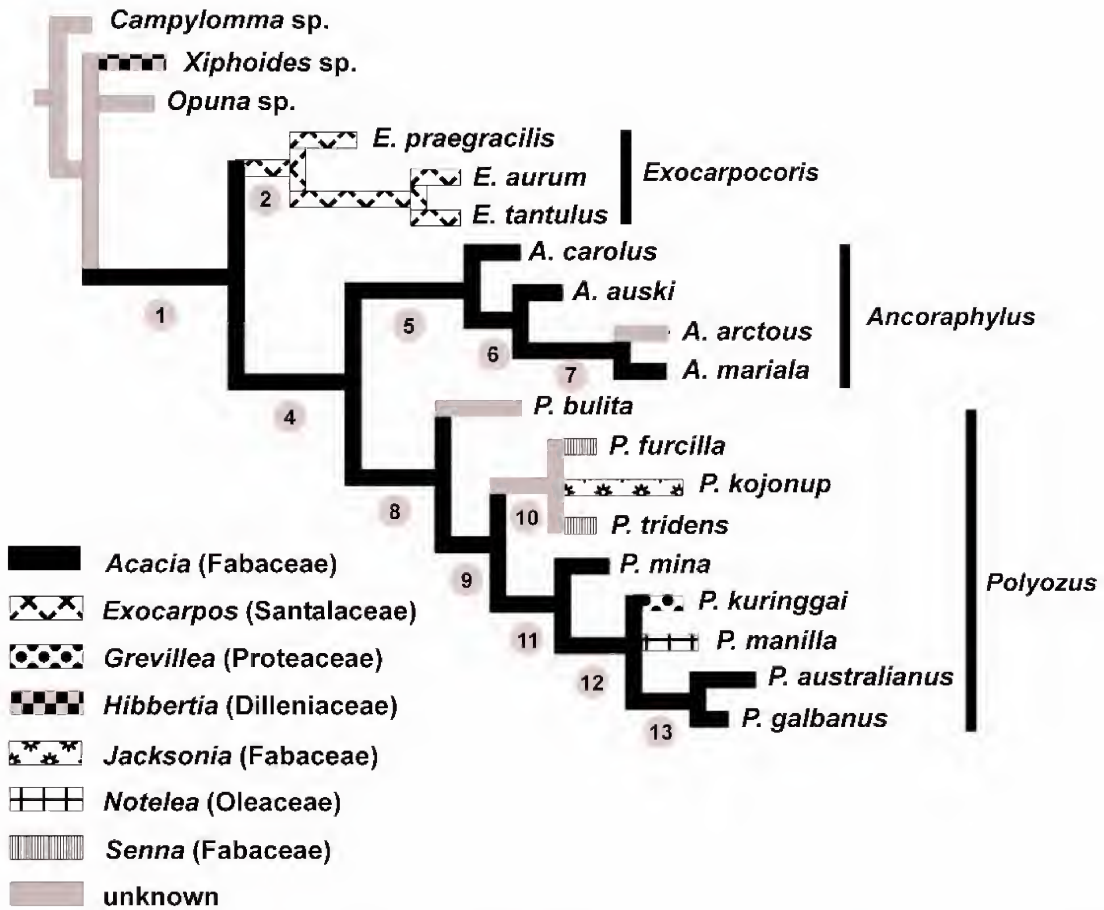 Campylomma sp.
Xiphoides sp.
Opuna sp.
E. praegracilis
E. aurum
E. tantulus
Exocarpocoris
2
A. carolus
A. auski
A. arctous
A. mariala
Ancoraphylus
1
5
6
7
4
P. bulita
P. furcilla
P. kojonup
P. tridens
P. mina
P. kuringgai
P. manilla
P. australianus
P. galbanus
Polyozus
8
10
9
11
12
13
Acacia (Fabaceae)
Exocarpos (Santalaceae)
Grevillea (Proteaceae)
Hibbertia (Dilleniaceae)
Jacksonia (Fabaceae)
Notelea (Oleaceae)
Senna (Fabaceae)
unknown